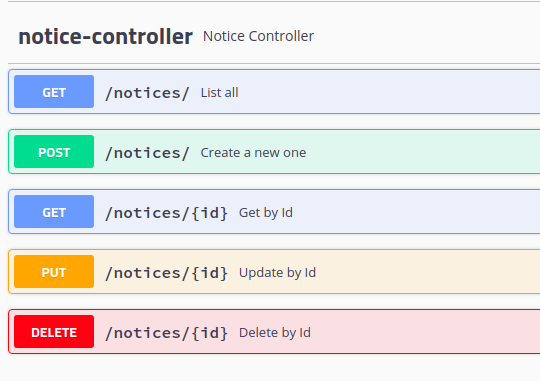 notice-controller Notice Controller
GET /notices/ List all
POST /notices/ Create a new one
GET /notices/{id} Get by Id
PUT /notices/{id} Update by Id
DELETE /notices/{id} Delete by Id